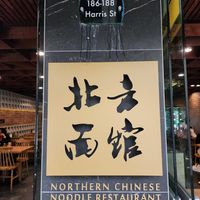 186-188
Harris St
北方
面馆
NORTHERN CHINESE
NOODLE RESTAURANT